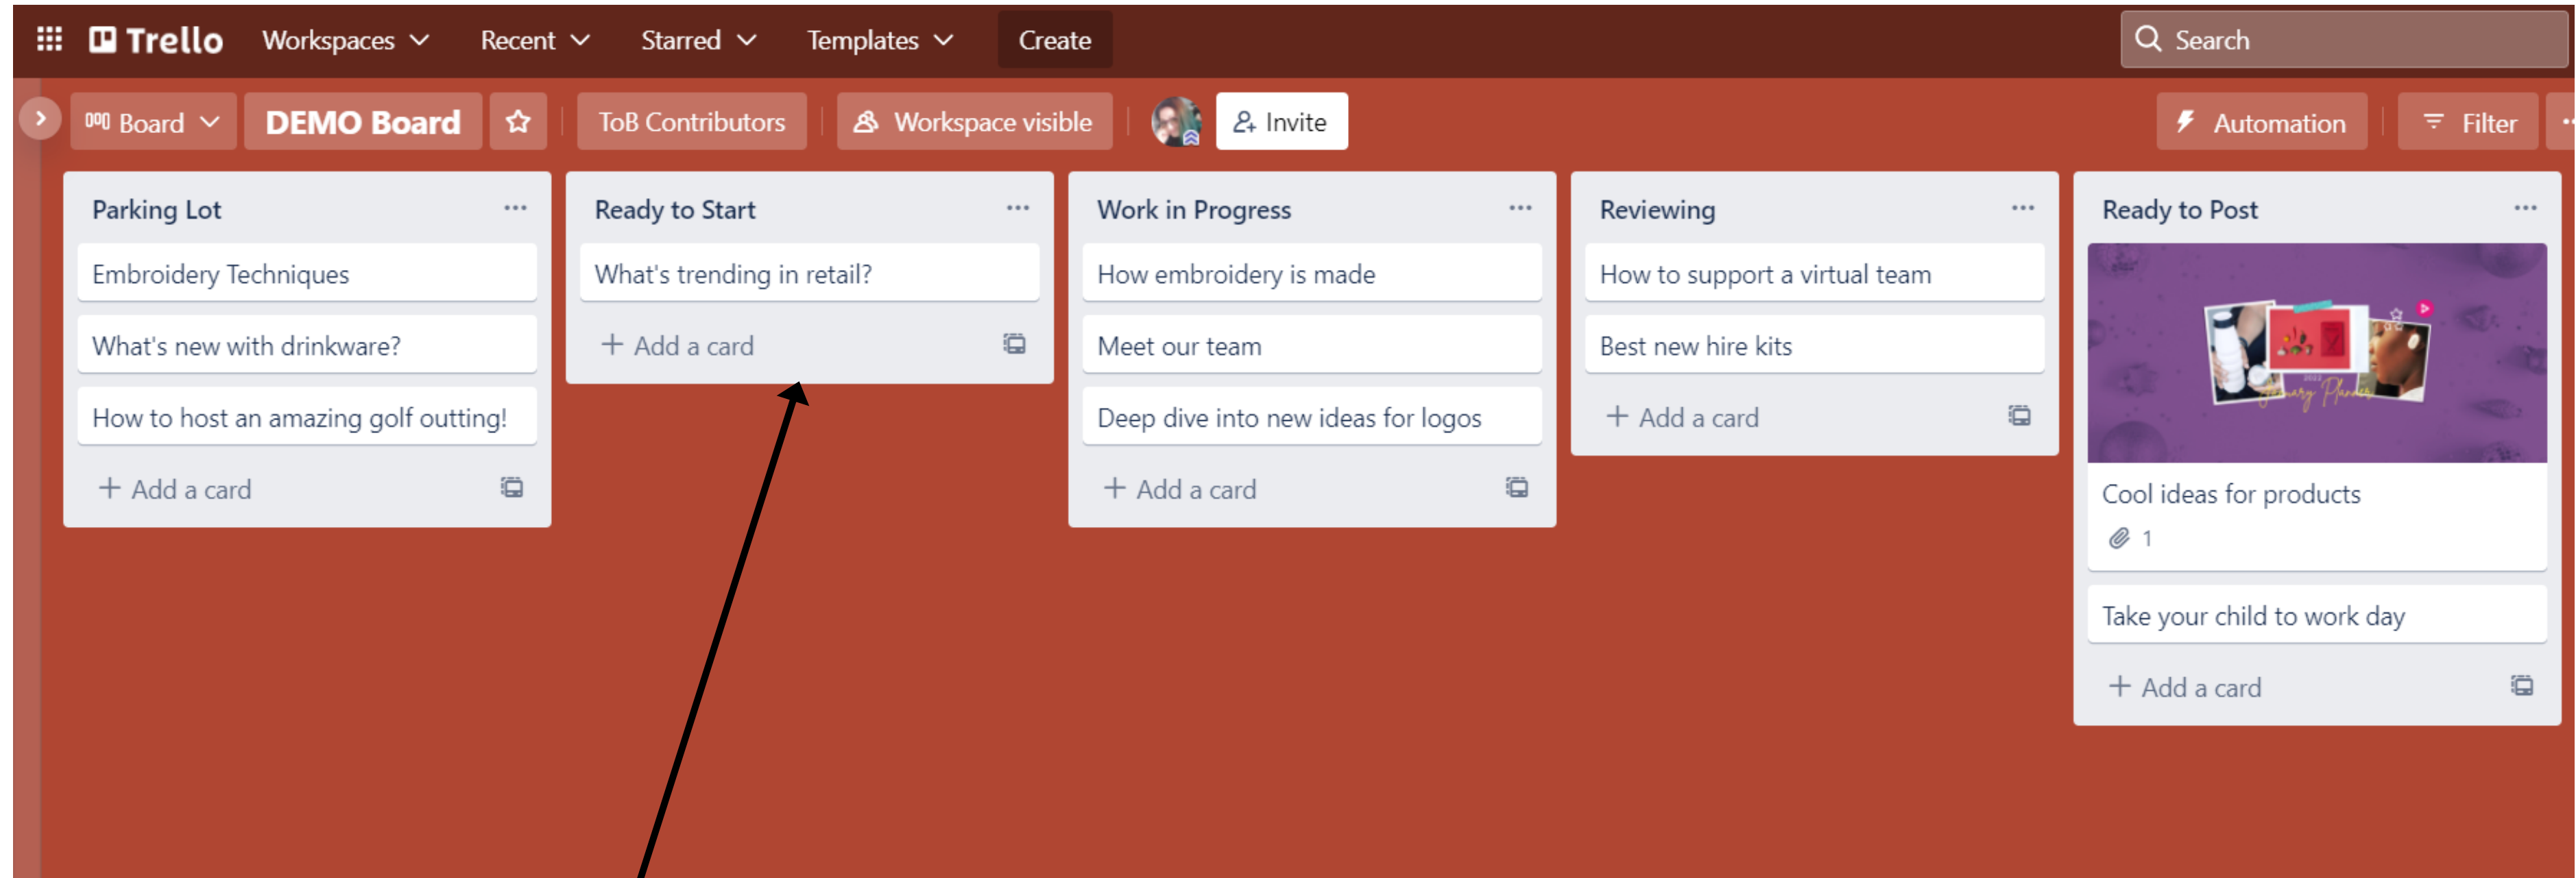 Trello Workspaces Recent Starred Templates Create Search
Board DEMO Board ToB Contributors Workspace visible Invite Automation Filter
Parking Lot
Embroidery Techniques
What's new with drinkware?
How to host an amazing golf outting!
+ Add a card
Ready to Start
What's trending in retail?
+ Add a card
Work in Progress
How embroidery is made
Meet our team
Deep dive into new ideas for logos
+ Add a card
Reviewing
How to support a virtual team
Best new hire kits
+ Add a card
Ready to Post
2022
January Planner
Cool ideas for products
1
Take your child to work day
+ Add a card